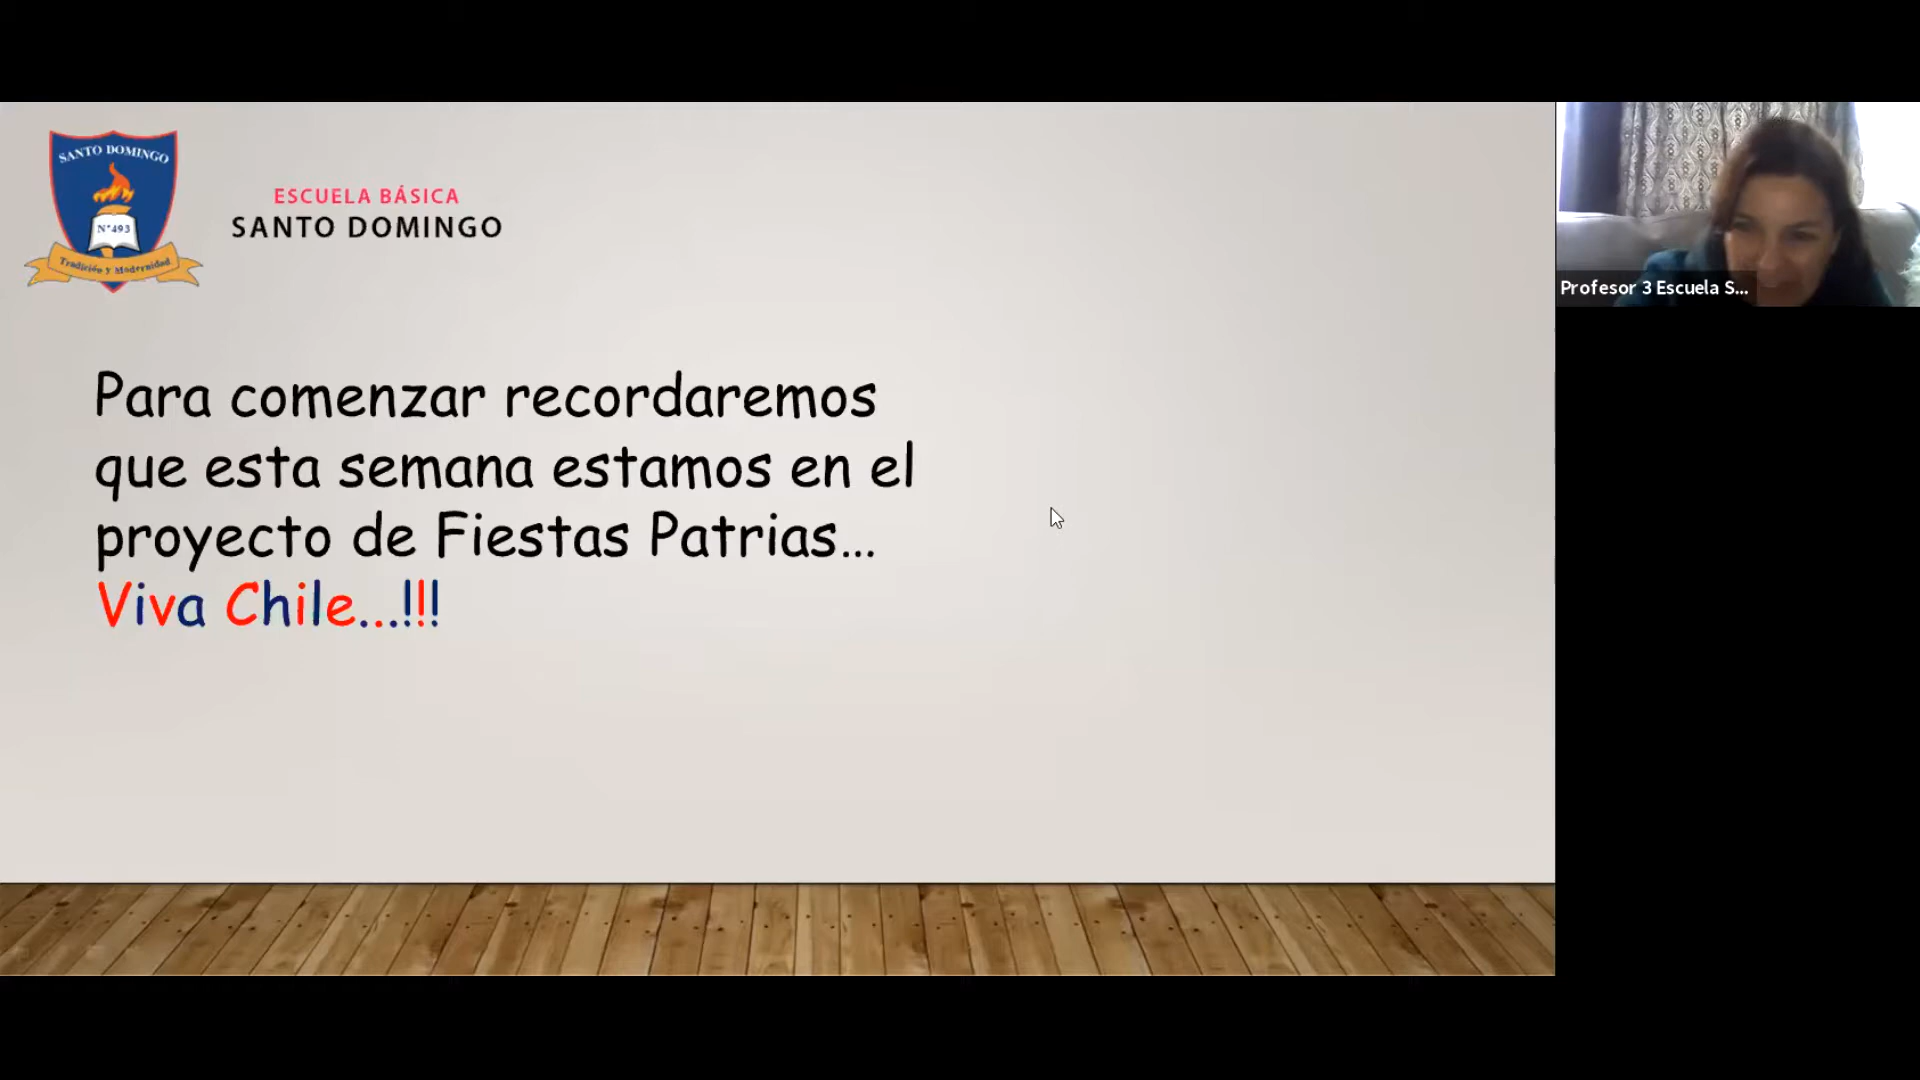 SANTO DOMINGO
N°493
Tradición y Modernidad
ESCUELA BÁSICA
SANTO DOMINGO
Para comenzar recordaremos
que esta semana estamos en el
proyecto de Fiestas Patrias...
Viva Chile...!!!
Profesor 3 Escuela S...